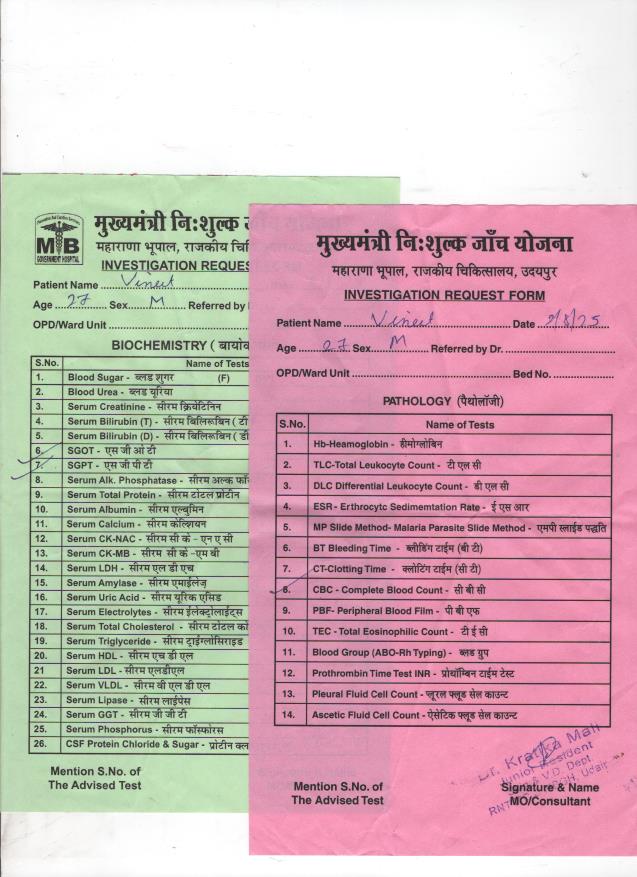 मुख्यमंत्री नि:शुल्क
महाराणा भूपाल, राजकीय
MB
GOVERNMENT HOSPITAL
INVESTIGATION REQUES
Patient Name Vineet
Age 27 Sex M Referred by
OPD/Ward Unit
BIOCHEMISTRY ( बायो
S.No. Name of Tests
1. Blood Sugar - ब्लड शुगर (F)
2. Blood Urea - ब्लड यूरिया
3. Serum Creatinine - सीरम क्रियेटिनिन
4. Serum Bilirubin (T) - सीरम बिलिरूबिन ( टी
5. Serum Bilirubin (D) - सीरम बिलिरूबिन ( डी
6. SGOT - एस जी ओ टी
7. SGPT - एस जी पी टी
8. Serum Alk. Phosphatase - सीरम अल्क
9. Serum Total Protein - सीरम टोटल प्रोटीन
10. Serum Albumin - सीरम एल्बुमिन
11. Serum Calcium - सीरम केल्शियन
12. Serum CK-NAC - सीरम सी के - एन ए सी
13. Serum CK-MB - सीरम सी के -एम बी
14. Serum LDH - सीरम एल डी एच
15. Serum Amylase - सीरम एमाईलेज़
16. Serum Uric Acid - सीरम यूरिक एसिड
17. Serum Electrolytes - सीरम ईलेक्ट्रोलाईट्स
18. Serum Total Cholesterol - सीरम टोटल
19. Serum Triglyceride - सीरम ट्राईग्लोसिराइड
20. Serum HDL - सीरम एच डी एल
21 Serum LDL - सीरम एलडीएल
22. Serum VLDL - सीरम वी एल डी एल
23. Serum Lipase - सीरम लाईपेस
24. Serum GGT - सीरम जी जी टी
25. Serum Phosphorus - सीरम फॉस्फोरस
26. CSF Protein Chloride & Sugar - प्रोटीन
Mention S.No. of
The Advised Test
मुख्यमंत्री नि:शुल्क जाँच योजना
महाराणा भूपाल, राजकीय चिकित्सालय, उदयपुर
INVESTIGATION REQUEST FORM
Patient Name Vineet Date 9/8/25
Age 27 Sex M Referred by Dr.
OPD/Ward Unit Bed No.
PATHOLOGY (पैथोलॉजी)
S.No. Name of Tests
1. Hb-Heamoglobin - हीमोग्लोबिन
2. TLC-Total Leukocyte Count - टी एल सी
3. DLC Differential Leukocyte Count - डी एल सी
4. ESR - Erthrocytc Sedimemtation Rate - ई एस आर
5. MP Slide Method- Malaria Parasite Slide Method - एमपी स्लाईड पद्धति
6. BT Bleeding Time - ब्लीडिंग टाईम (बी टी)
7. CT-Clotting Time - क्लोटिंग टाईम (सी टी)
8. CBC - Complete Blood Count - सी बी सी
9. PBF- Peripheral Blood Film - पी बी एफ
10. TEC - Total Eosinophilic Count - टी ई सी
11. Blood Group (ABO-Rh Typing) - ब्लड ग्रुप
12. Prothrombin Time Test INR - प्रोथॉम्बिन टाईम टेस्ट
13. Pleural Fluid Cell Count - प्लूरल फ्लूड सेल काउन्ट
14. Ascetic Fluid Cell Count - ऐसेटिक फ्लूड सेल काउन्ट
Dr. Kratika Mali
Junior Resident
& V.D. Dept.
Mention S.No. of
The Advised Test
Signature & Name
MO/Consultant